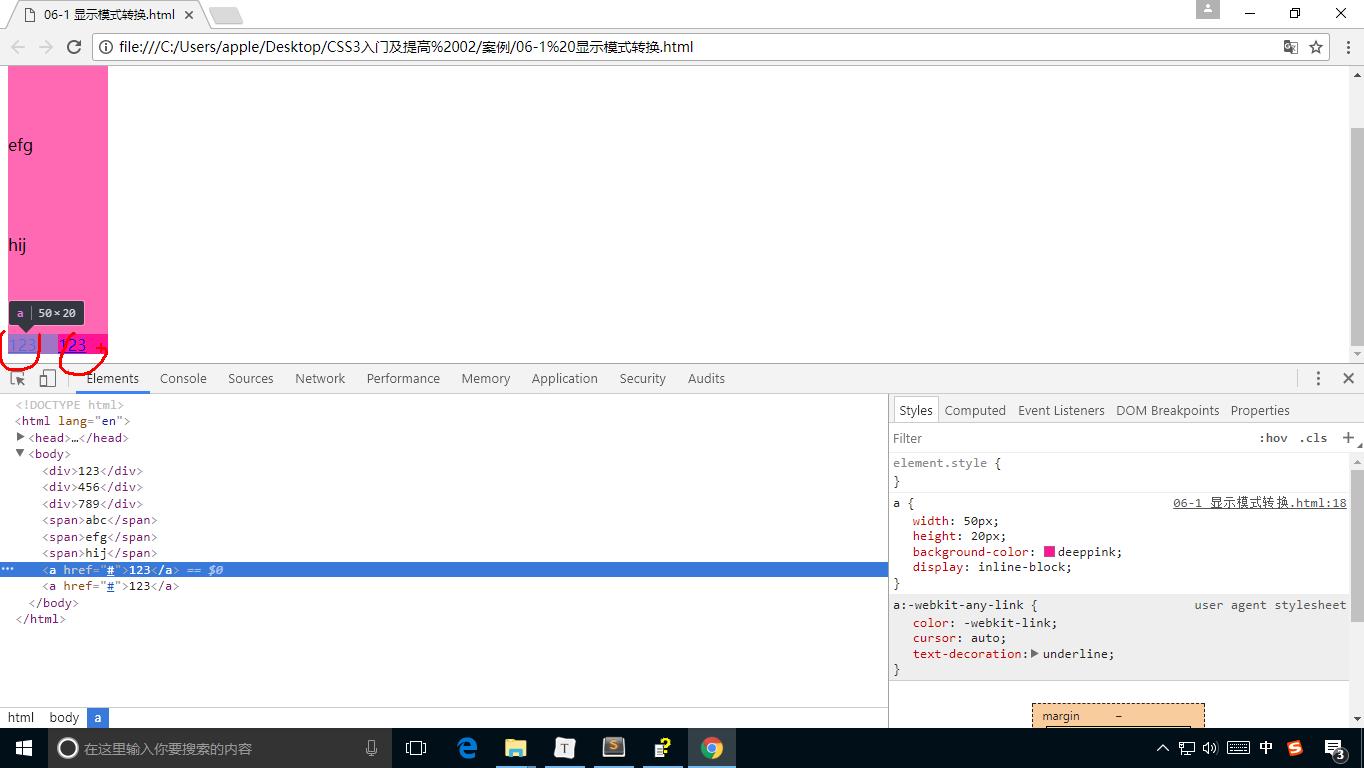 06-1 显示模式转换.html
file:///C:/Users/apple/Desktop/CSS3入门及提高%2002/案例/06-1%20显示模式转换.html
efg
hij
a 50×20
123 123
Elements Console Sources Network Performance Memory Application Security Audits
<!DOCTYPE html>
<html lang="en">
<head>…</head>
<body>
<div>123</div>
<div>456</div>
<div>789</div>
<span>abc</span>
<span>efg</span>
<span>hij</span>
<a href="#">123</a> == $0
<a href="#">123</a>
</body>
</html>
html body a
Styles Computed Event Listeners DOM Breakpoints Properties
Filter :hov .cls +
element.style {
}
a { 06-1 显示模式转换.html:18
width: 50px;
height: 20px;
background-color: deeppink;
display: inline-block;
}
a:-webkit-any-link { user agent stylesheet
color: -webkit-link;
cursor: auto;
text-decoration: underline;
}
margin –
在这里输入你要搜索的内容
T S ? 中 S 3